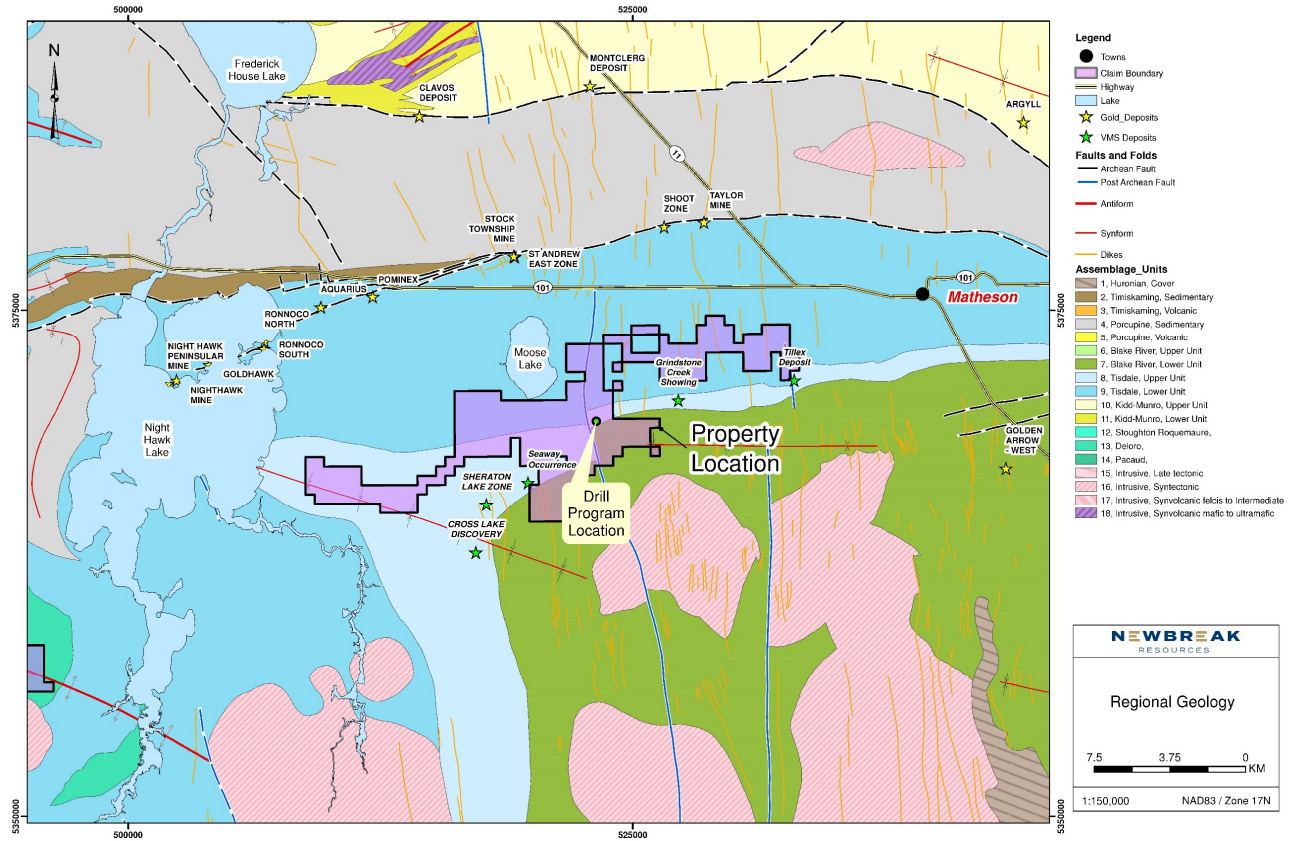 500000
525000
N
Frederick
House Lake
CLAVOS
DEPOSIT
MONTCLERG
DEPOSIT
ARGYLL
11
SHOOT
ZONE
TAYLOR
MINE
STOCK
TOWNSHIP
MINE
ST ANDREW
EAST ZONE
POMINEX
AQUARIUS
101
101
Matheson
5375000
5375000
RONNOCO
NORTH
RONNOCO
SOUTH
NIGHT HAWK
PENINSULAR
MINE
GOLDHAWK
NIGHTHAWK
MINE
Moose
Lake
Grindstone
Creek
Showing
Tillex
Deposit
Night
Hawk
Lake
Property
Location
GOLDEN
ARROW
- WEST
Seaway
Occurrence
SHERATON
LAKE ZONE
CROSS LAKE
DISCOVERY
Drill
Program
Location
5350000
5350000
500000
525000
Legend
Towns
Claim Boundary
Highway
Lake
Gold_Deposits
VMS Deposits
Faults and Folds
Archean Fault
Post Archean Fault
Antiform
Synform
Dikes
Assemblage_Units
1, Huronian, Cover
2, Timiskaming, Sedimentary
3, Timiskaming, Volcanic
4, Porcupine, Sedimentary
5, Porcupine, Volcanic
6, Blake River, Upper Unit
7, Blake River, Lower Unit
8, Tisdale, Upper Unit
9, Tisdale, Lower Unit
10, Kidd-Munro, Upper Unit
11, Kidd-Munro, Lower Unit
12, Stoughton Roquemaure,
13, Deloro,
14, Pacaud,
15, Intrusive, Late tectonic
16, Intrusive, Syntectonic
17, Intrusive, Synvolcanic felcis to Intermediate
18, Intrusive, Synvolcanic mafic to ultramafic
NEWBREAK
RESOURCES
Regional Geology
7.5 3.75 0
KM
1:150,000 NAD83 / Zone 17N